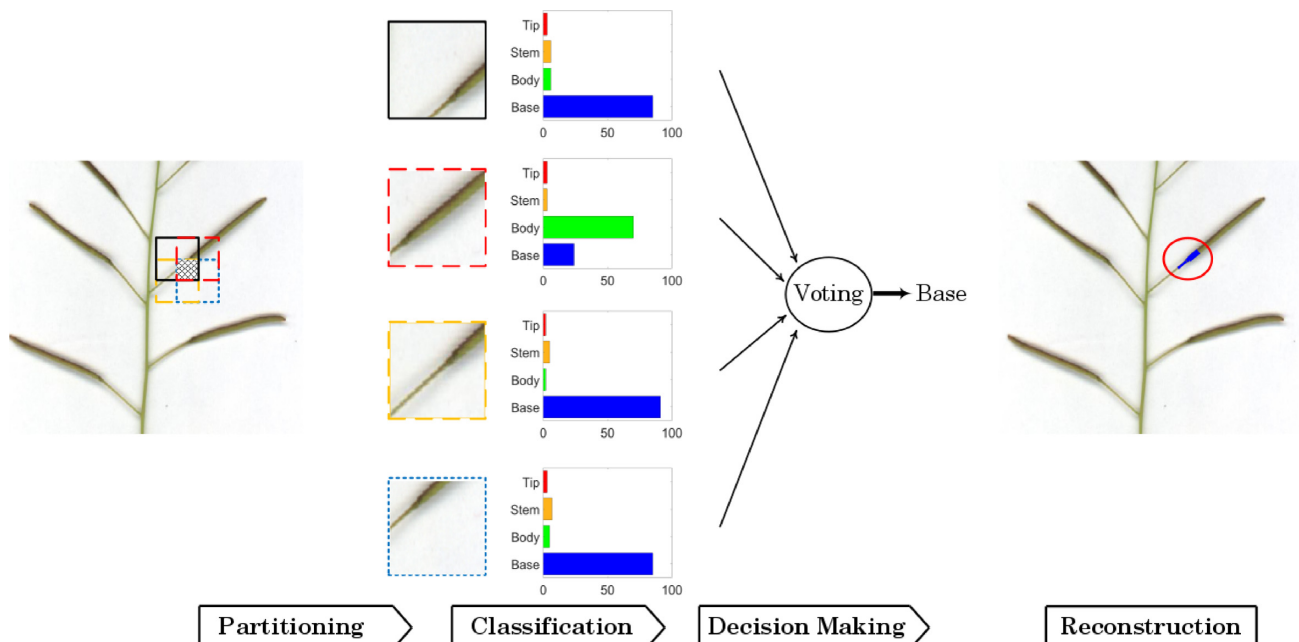 Tip
Stem
Body
Base
0 50 100
Tip
Stem
Body
Base
0 50 100
Voting
Base
Tip
Stem
Body
Base
0 50 100
Tip
Stem
Body
Base
0 50 100
Partitioning
Classification
Decision Making
Reconstruction